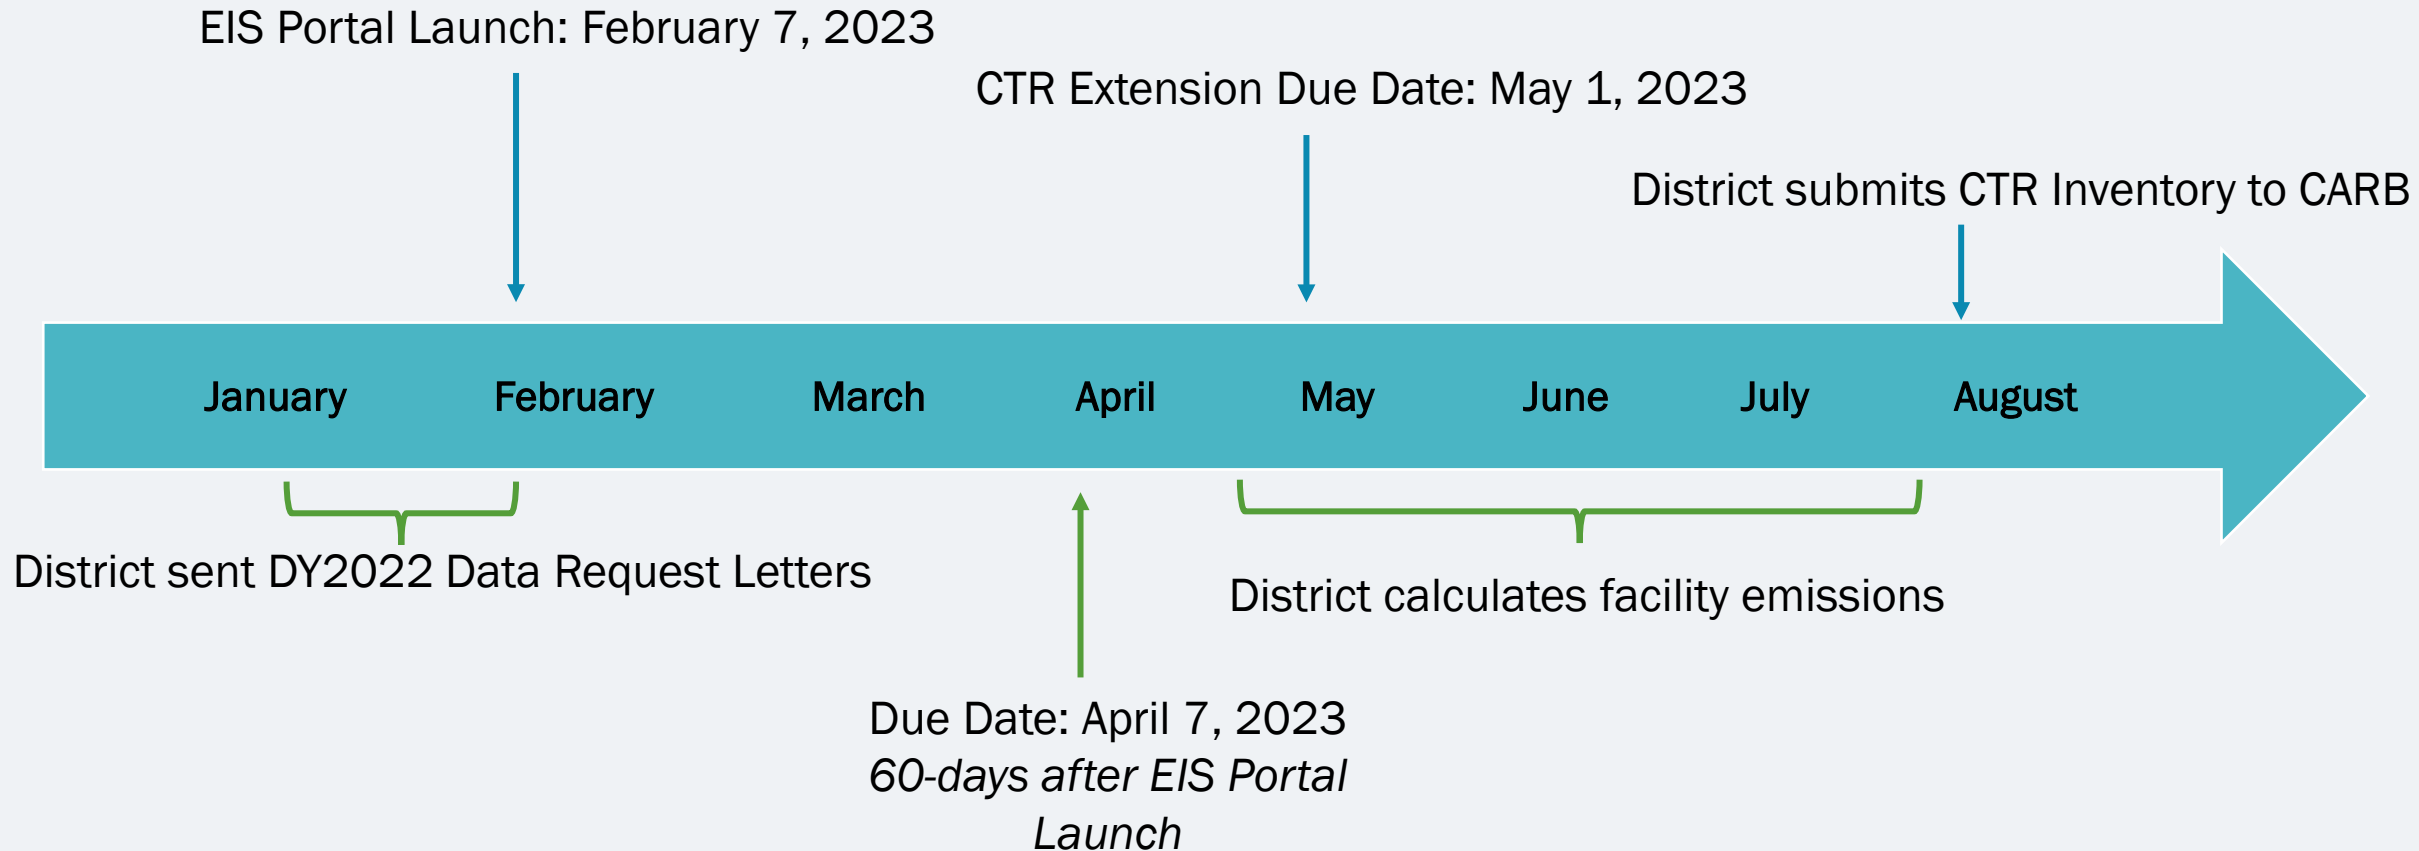 EIS Portal Launch: February 7, 2023
CTR Extension Due Date: May 1, 2023
District submits CTR Inventory to CARB
January February March April May June July August
District sent DY2022 Data Request Letters
District calculates facility emissions
Due Date: April 7, 2023
60-days after EIS Portal
Launch